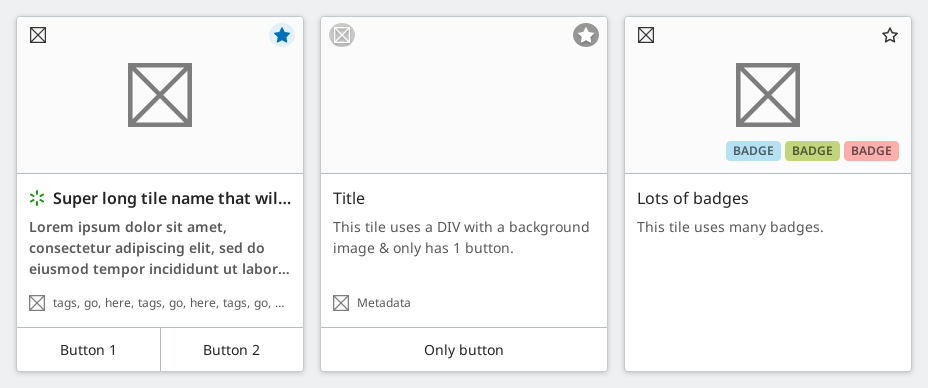 Super long tile name that wil...
Lorem ipsum dolor sit amet,
consectetur adipiscing elit, sed do
eiusmod tempor incididunt ut labor...
tags, go, here, tags, go, here, tags, go, ...
Button 1
Button 2
Title
This tile uses a DIV with a background
image & only has 1 button.
Metadata
Only button
BADGE
BADGE
BADGE
Lots of badges
This tile uses many badges.